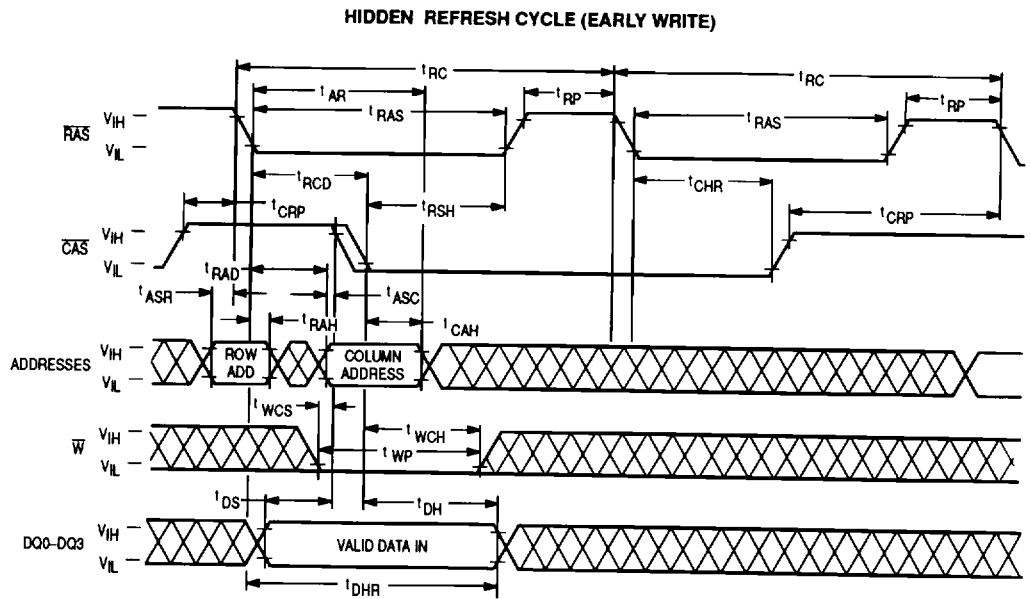 HIDDEN REFRESH CYCLE (EARLY WRITE)
tRC
tRC
tAR
tRP
tRP
tRAS
tRAS
RAS
VIH
VIL
tRCD
tCHR
tCRP
tRSH
tCRP
CAS
VIH
VIL
tRAD
tASR
tASC
tRAH
tCAH
ADDRESSES
VIH
VIL
ROW
ADD
COLUMN
ADDRESS
tWCS
tWCH
tWP
W
VIH
VIL
tDS
tDH
DQ0–DQ3
VIH
VIL
VALID DATA IN
tDHR